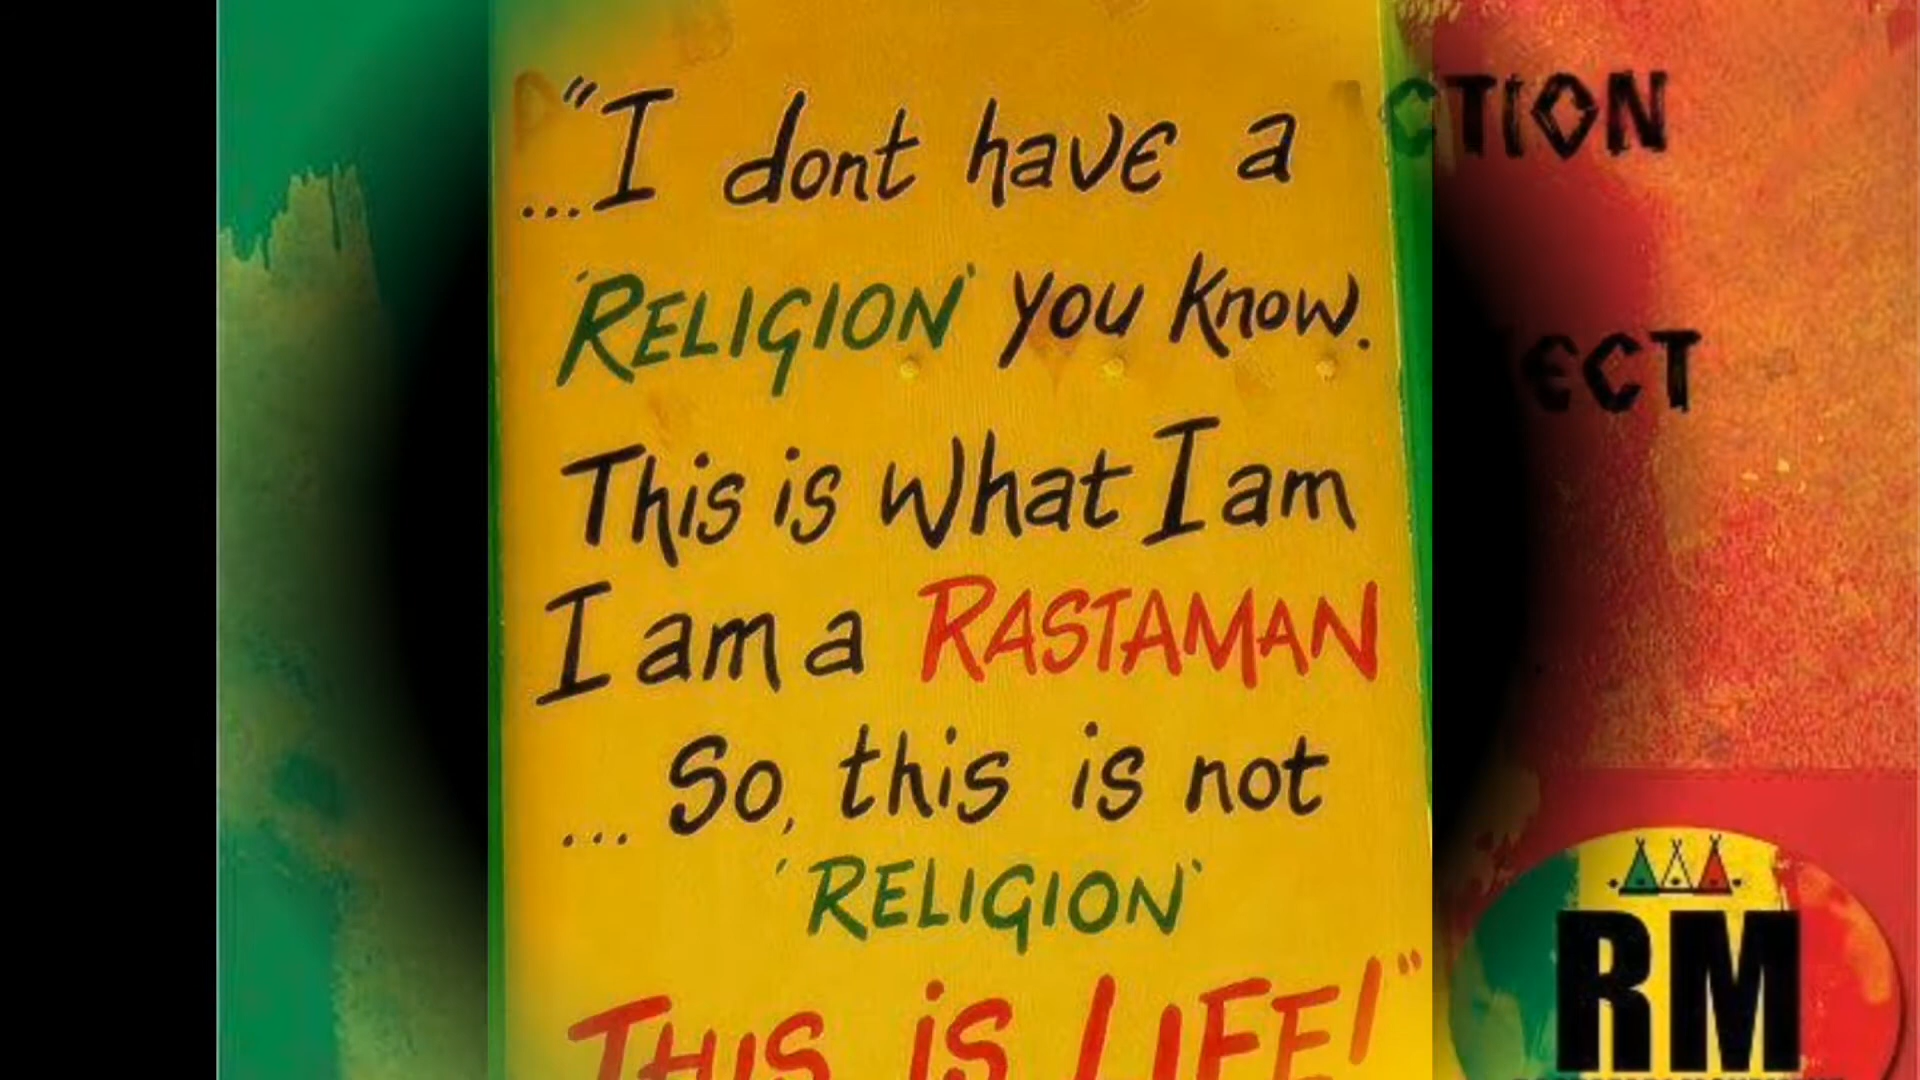 ..."I dont have a
'RELIGION' you know.
This is what I am
I am a RASTAMAN
... So, this is not
'RELIGION'
THIS IS LIFE!"
CTION
ECT
RM